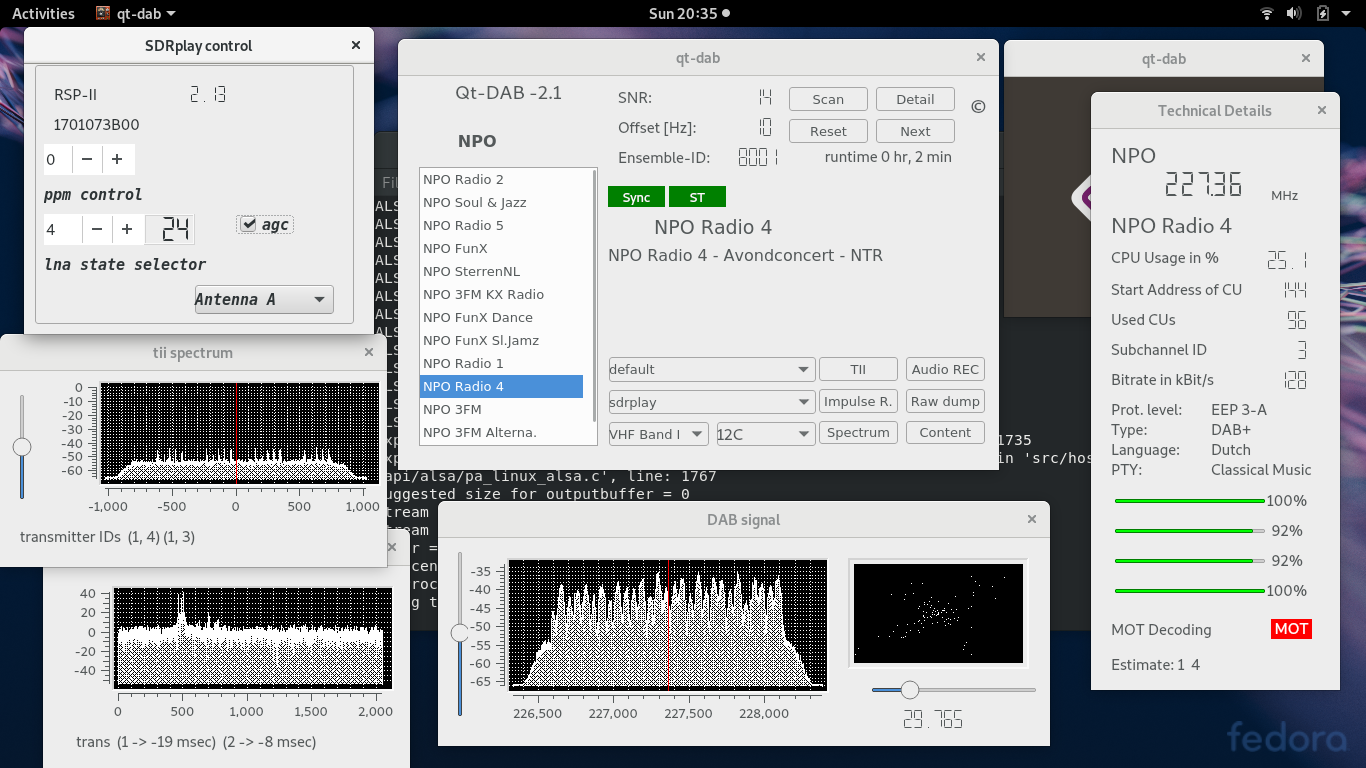 Activities qt-dab Sun 20:35
SDRplay control
RSP-II 2.13
1701073B00
0
ppm control
4 24 agc
lna state selector
Antenna A
qt-dab
Qt-DAB -2.1
NPO
NPO Radio 2
NPO Soul & Jazz
NPO Radio 5
NPO FunX
NPO SterrenNL
NPO 3FM KX Radio
NPO FunX Dance
NPO FunX Sl.Jamz
NPO Radio 1
NPO Radio 4
NPO 3FM
NPO 3FM Alterna.
SNR: 14 Scan Detail
©
Offset [Hz]: 10 Reset Next
Ensemble-ID: 0001 runtime 0 hr, 2 min
Sync ST
NPO Radio 4
NPO Radio 4 - Avondconcert - NTR
default TII Audio REC
sdrplay Impulse R. Raw dump
VHF Band I 12C Spectrum Content
qt-dab
Technical Details
NPO
227.36 MHz
NPO Radio 4
CPU Usage in % 25.1
Start Address of CU 144
Used CUs 96
Subchannel ID 3
Bitrate in kBit/s 120
Prot. level: EEP 3-A
Type: DAB+
Language: Dutch
PTY: Classical Music
100%
92%
92%
100%
MOT Decoding MOT
Estimate: 1 4
Fil
ALS
ALS
ALS
ALS
ALS
ALS
1735
in 'src/hos
api/alsa/pa_linux_alsa.c', line: 1767
uggested size for outputbuffer = 0
tream
tream
r =
cen
roc
g t
tii spectrum
0
-10
-20
-30
-40
-50
-60
-1,000 -500 0 500 1,000
transmitter IDs (1, 4) (1, 3)
40
20
0
-20
-40
0 500 1,000 1,500 2,000
trans (1 -> -19 msec) (2 -> -8 msec)
DAB signal
-35
-40
-45
-50
-55
-60
-65
226,500 227,000 227,500 228,000
29.765
fedora